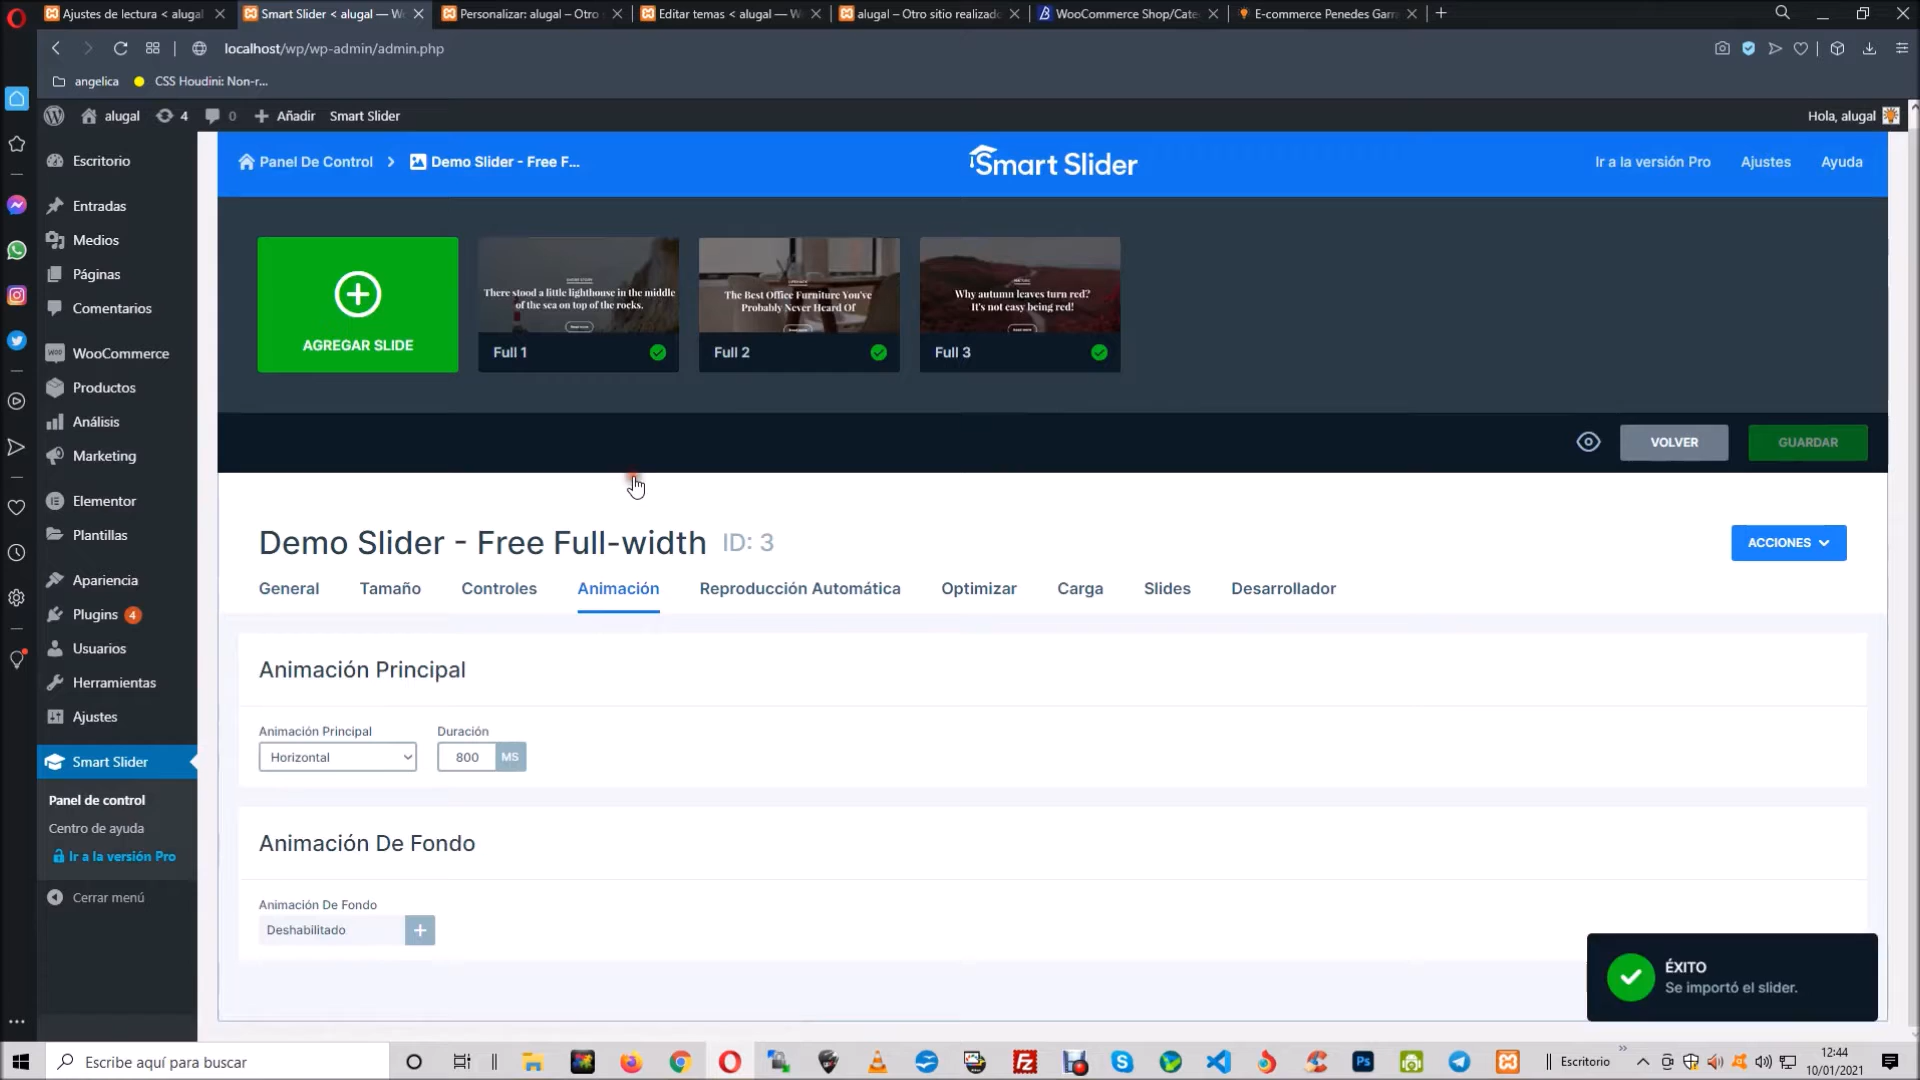 Ajustes de lectura < alugal
Smart Slider < alugal — W
Personalizar: alugal – Otro
Editar temas < alugal — W
alugal – Otro sitio realizado
WooCommerce Shop/Cate
E-commerce Penedes Garra
localhost/wp/wp-admin/admin.php
angelica
CSS Houdini: Non-r...
alugal
4
0
Añadir
Smart Slider
Hola, alugal
Escritorio
Entradas
Medios
Páginas
Comentarios
WooCommerce
Productos
Análisis
Marketing
Elementor
Plantillas
Apariencia
Plugins 4
Usuarios
Herramientas
Ajustes
Smart Slider
Panel de control
Centro de ayuda
Ir a la versión Pro
Cerrar menú
Panel De Control
Demo Slider - Free F...
Smart Slider
Ir a la versión Pro
Ajustes
Ayuda
AGREGAR SLIDE
There stood a little lighthouse in the middle
of the sea on top of the rocks.
Read more
Full 1
The Best Office Furniture You've
Probably Never Heard Of
Full 2
Why autumn leaves turn red?
It's not easy being red!
Full 3
VOLVER
GUARDAR
Demo Slider - Free Full-width ID: 3
ACCIONES
General
Tamaño
Controles
Animación
Reproducción Automática
Optimizar
Carga
Slides
Desarrollador
Animación Principal
Animación Principal
Duración
Horizontal
800 MS
Animación De Fondo
Animación De Fondo
Deshabilitado
ÉXITO
Se importó el slider.
Escribe aquí para buscar
Escritorio
12:44
10/01/2021